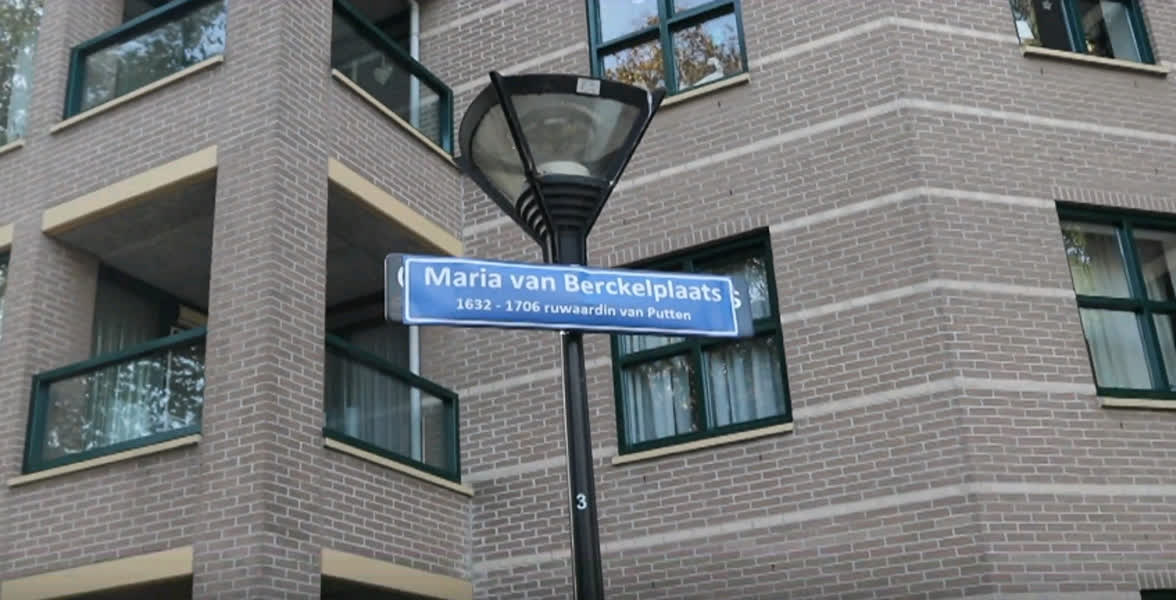 Maria van Berckelplaats
1632 - 1706 ruwaardin van Putten
3